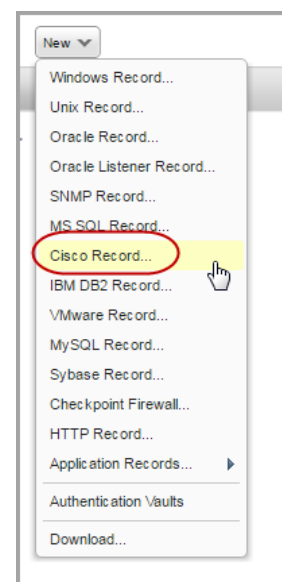 New
Windows Record...
Unix Record...
Oracle Record...
Oracle Listener Record...
SNMP Record...
MS SQL Record...
Cisco Record...
IBM DB2 Record...
VMware Record...
MySQL Record...
Sybase Record...
Checkpoint Firewall...
HTTP Record...
Application Records...
Authentication Vaults
Download...